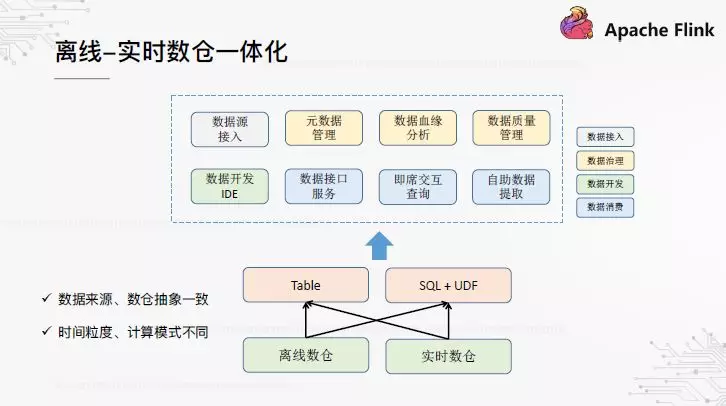 Apache Flink
离线–实时数仓一体化
数据源
接入
元数据
管理
数据血缘
分析
数据质量
管理
数据开发
IDE
数据接口
服务
即席交互
查询
自助数据
提取
数据接入
数据治理
数据开发
数据消费
Table
SQL + UDF
✓ 数据来源、数仓抽象一致
✓ 时间粒度、计算模式不同
离线数仓
实时数仓